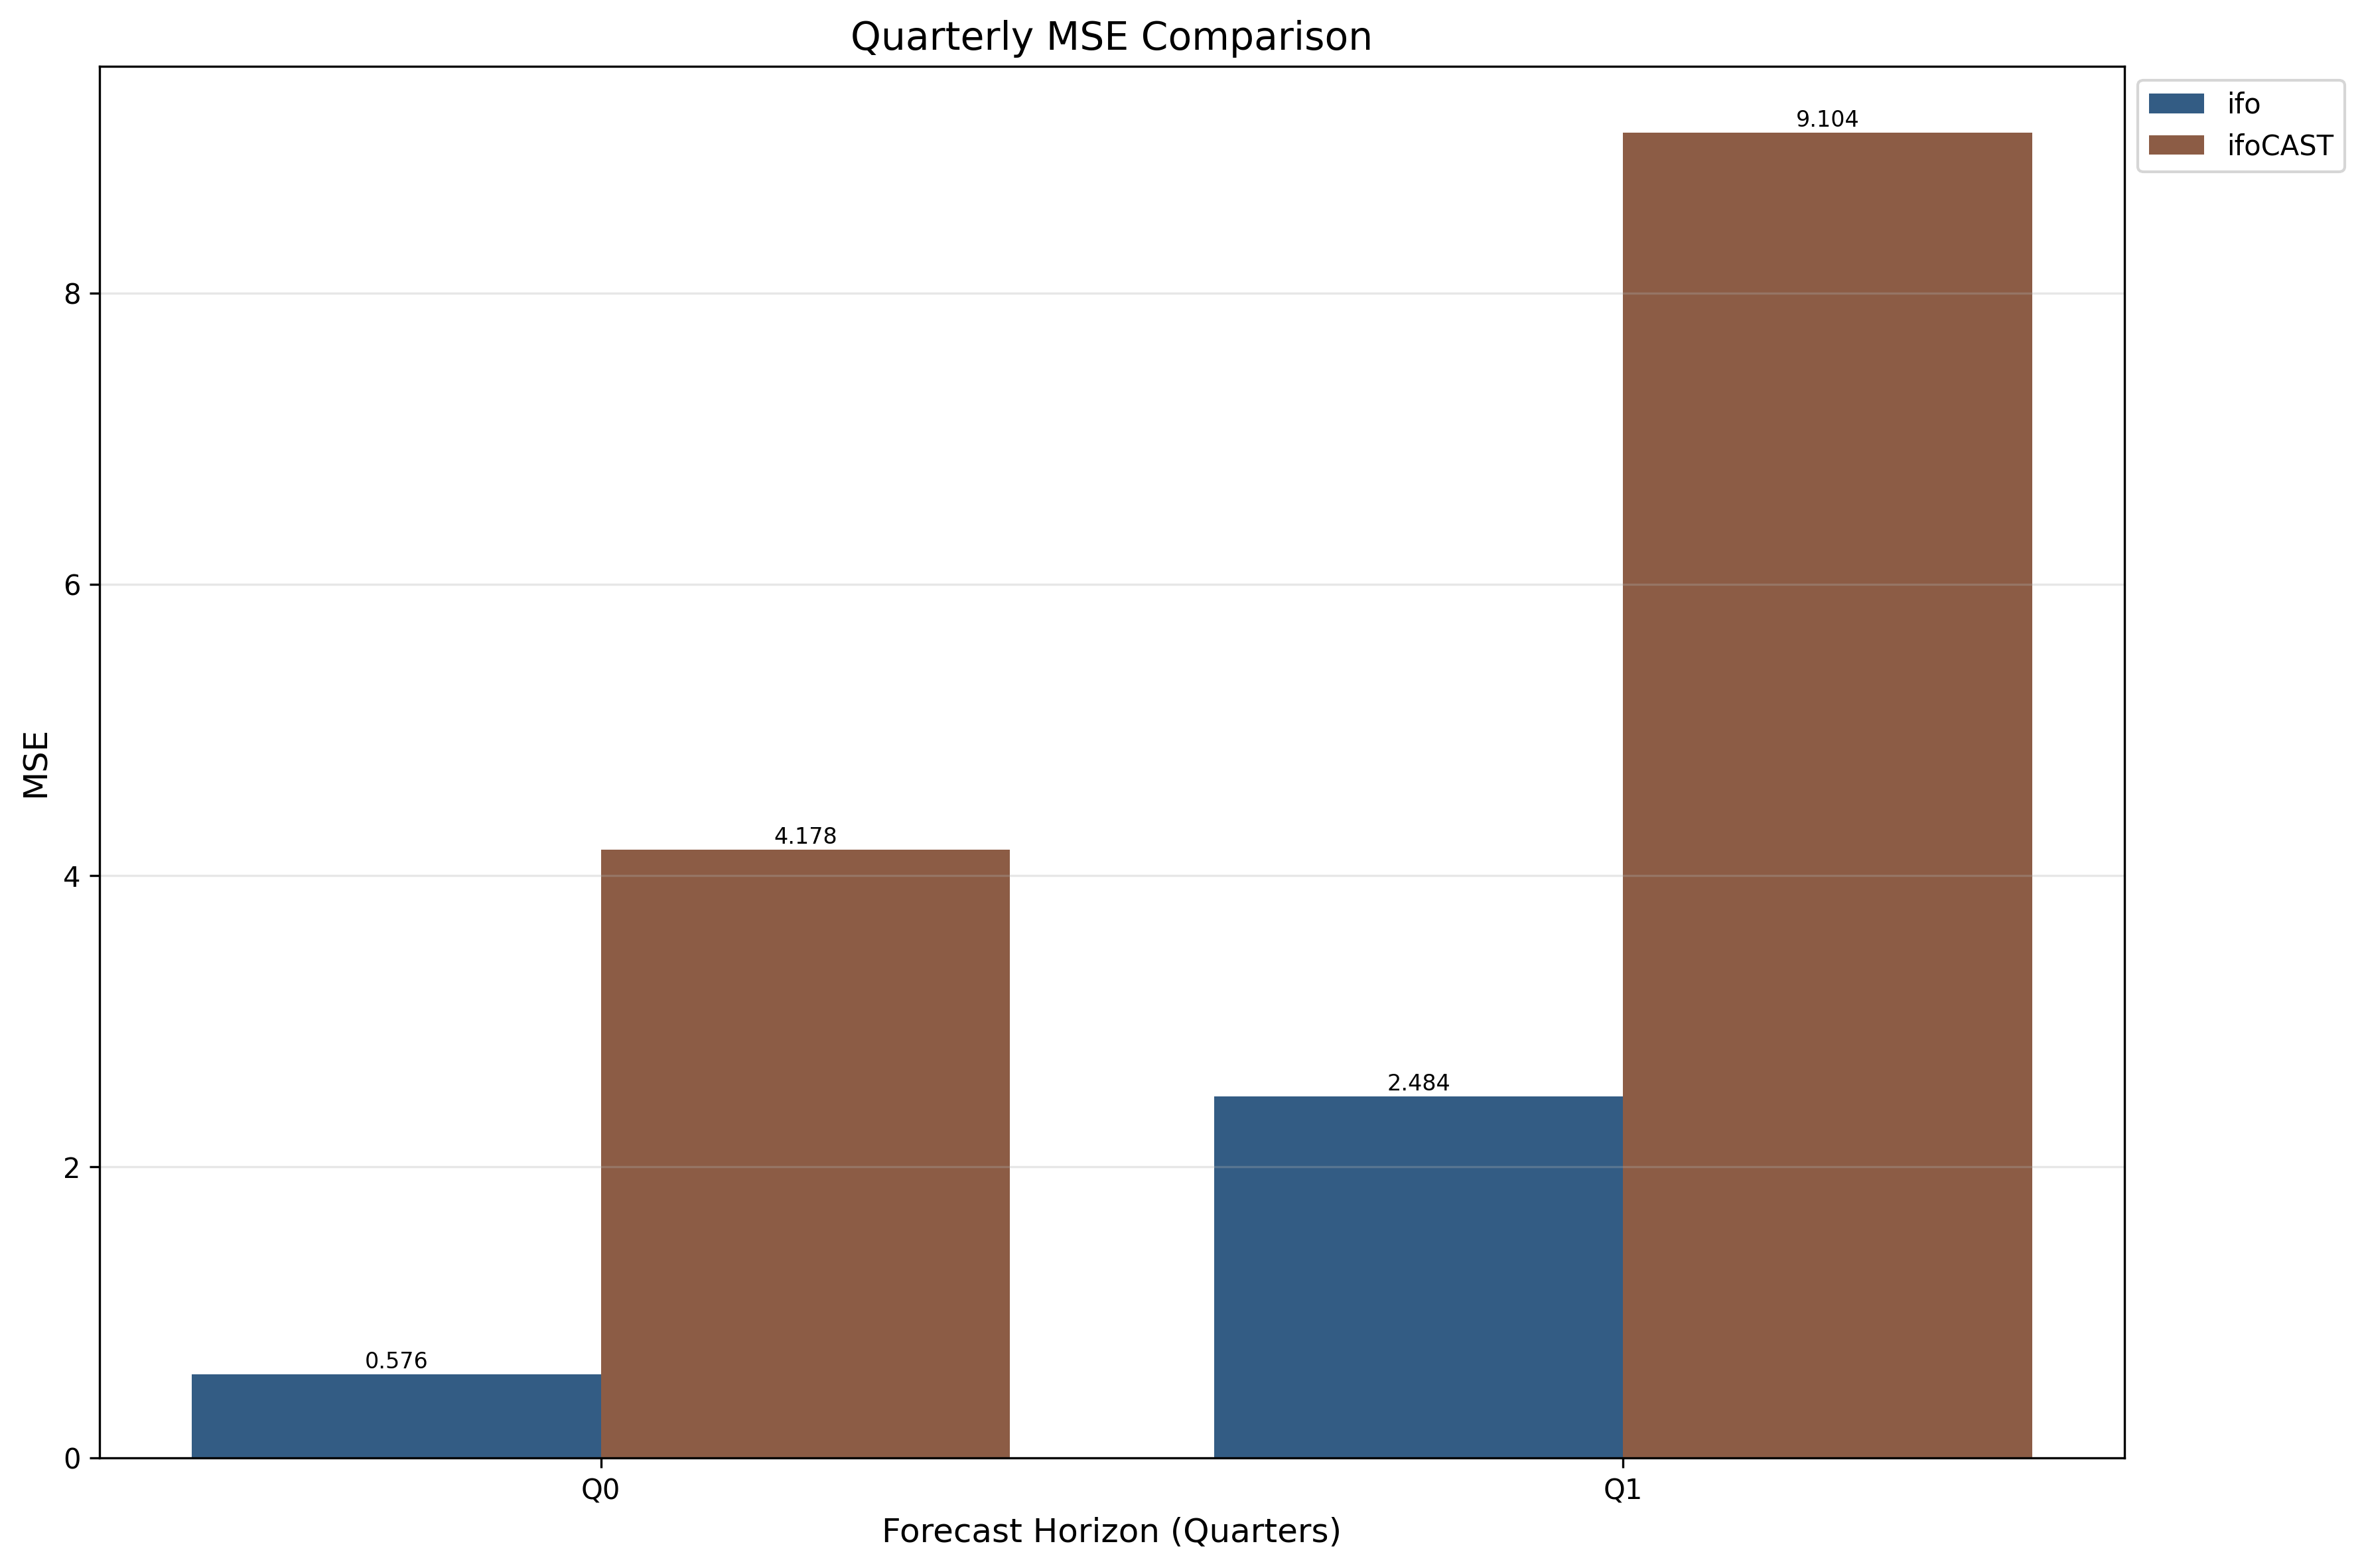 Quarterly MSE Comparison
ifo
ifoCAST
9.104
8
6
4.178
4
MSE
2.484
2
0.576
0
Q0
Q1
Forecast Horizon (Quarters)